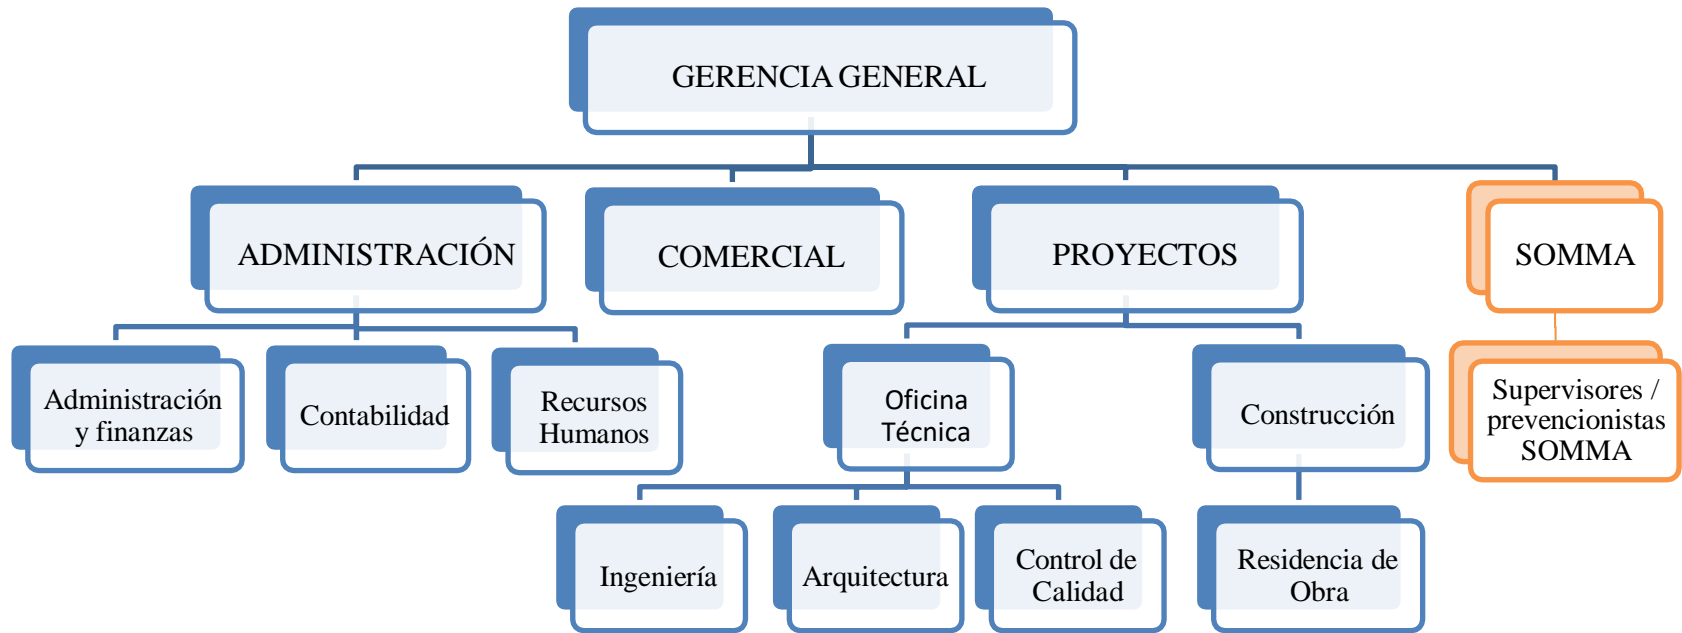 GERENCIA GENERAL
ADMINISTRACIÓN
COMERCIAL
PROYECTOS
SOMMA
Administración
y finanzas
Contabilidad
Recursos
Humanos
Oficina
Técnica
Construcción
Supervisores /
prevencionistas
SOMMA
Ingeniería
Arquitectura
Control de
Calidad
Residencia de
Obra